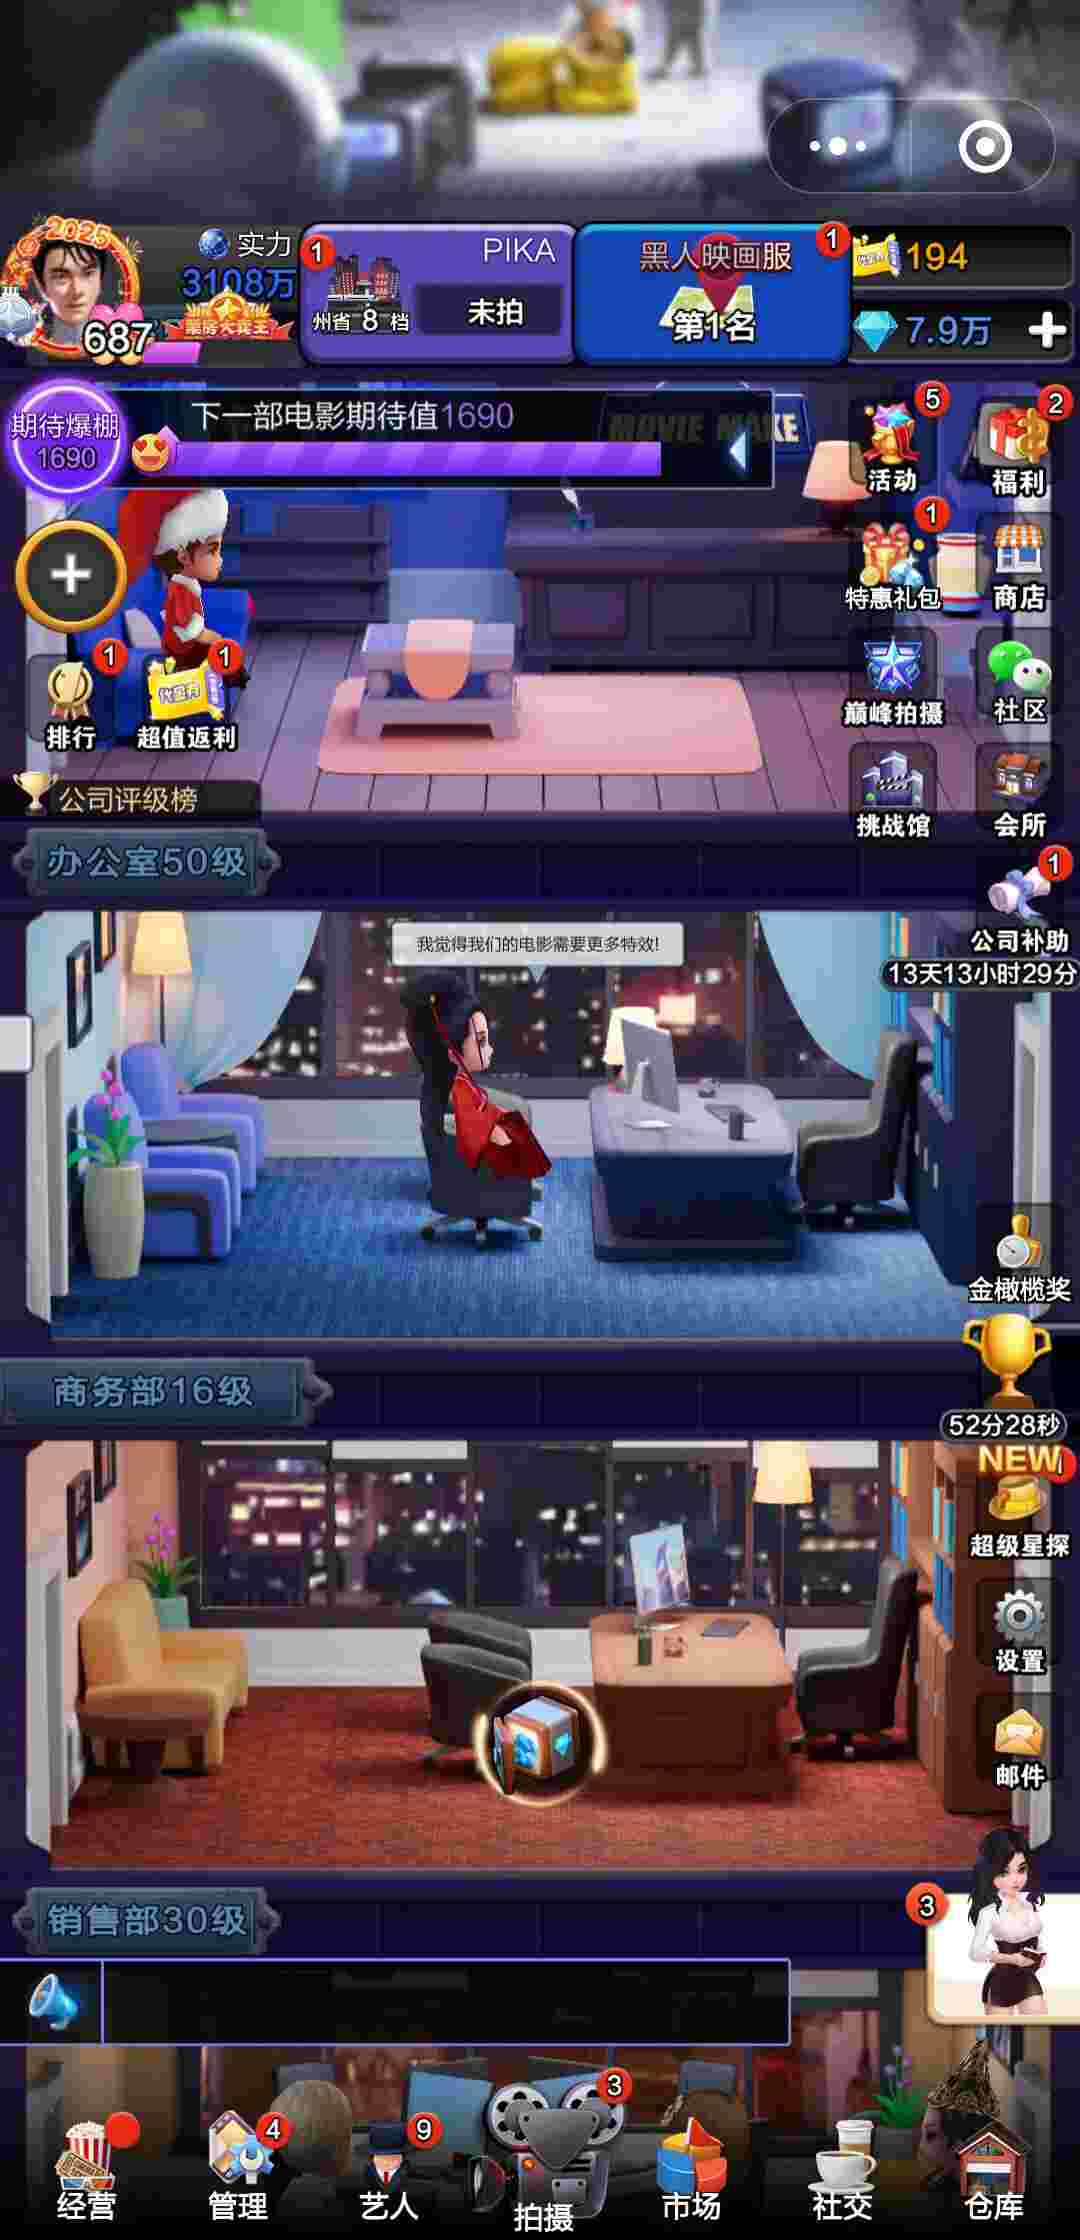 2025
实力
3108万
票房大卖王
687
1
PIKA
州省 8 档
未拍
黑人映画服
1
第1名
代金券
194
7.9万
期待爆棚
1690
下一部电影期待值1690
MOVIE MAKE
5
活动
2
福利
1
特惠礼包
商店
1
排行
1
代金券
超值返利
巅峰拍摄
社区
公司评级榜
挑战馆
会所
办公室50级
1
公司补助
13天13小时29分
我觉得我们的电影需要更多特效!
金橄榄奖
商务部16级
52分28秒
NEW
超级星探
设置
邮件
销售部30级
3
经营
4
管理
9
艺人
3
拍摄
市场
社交
仓库